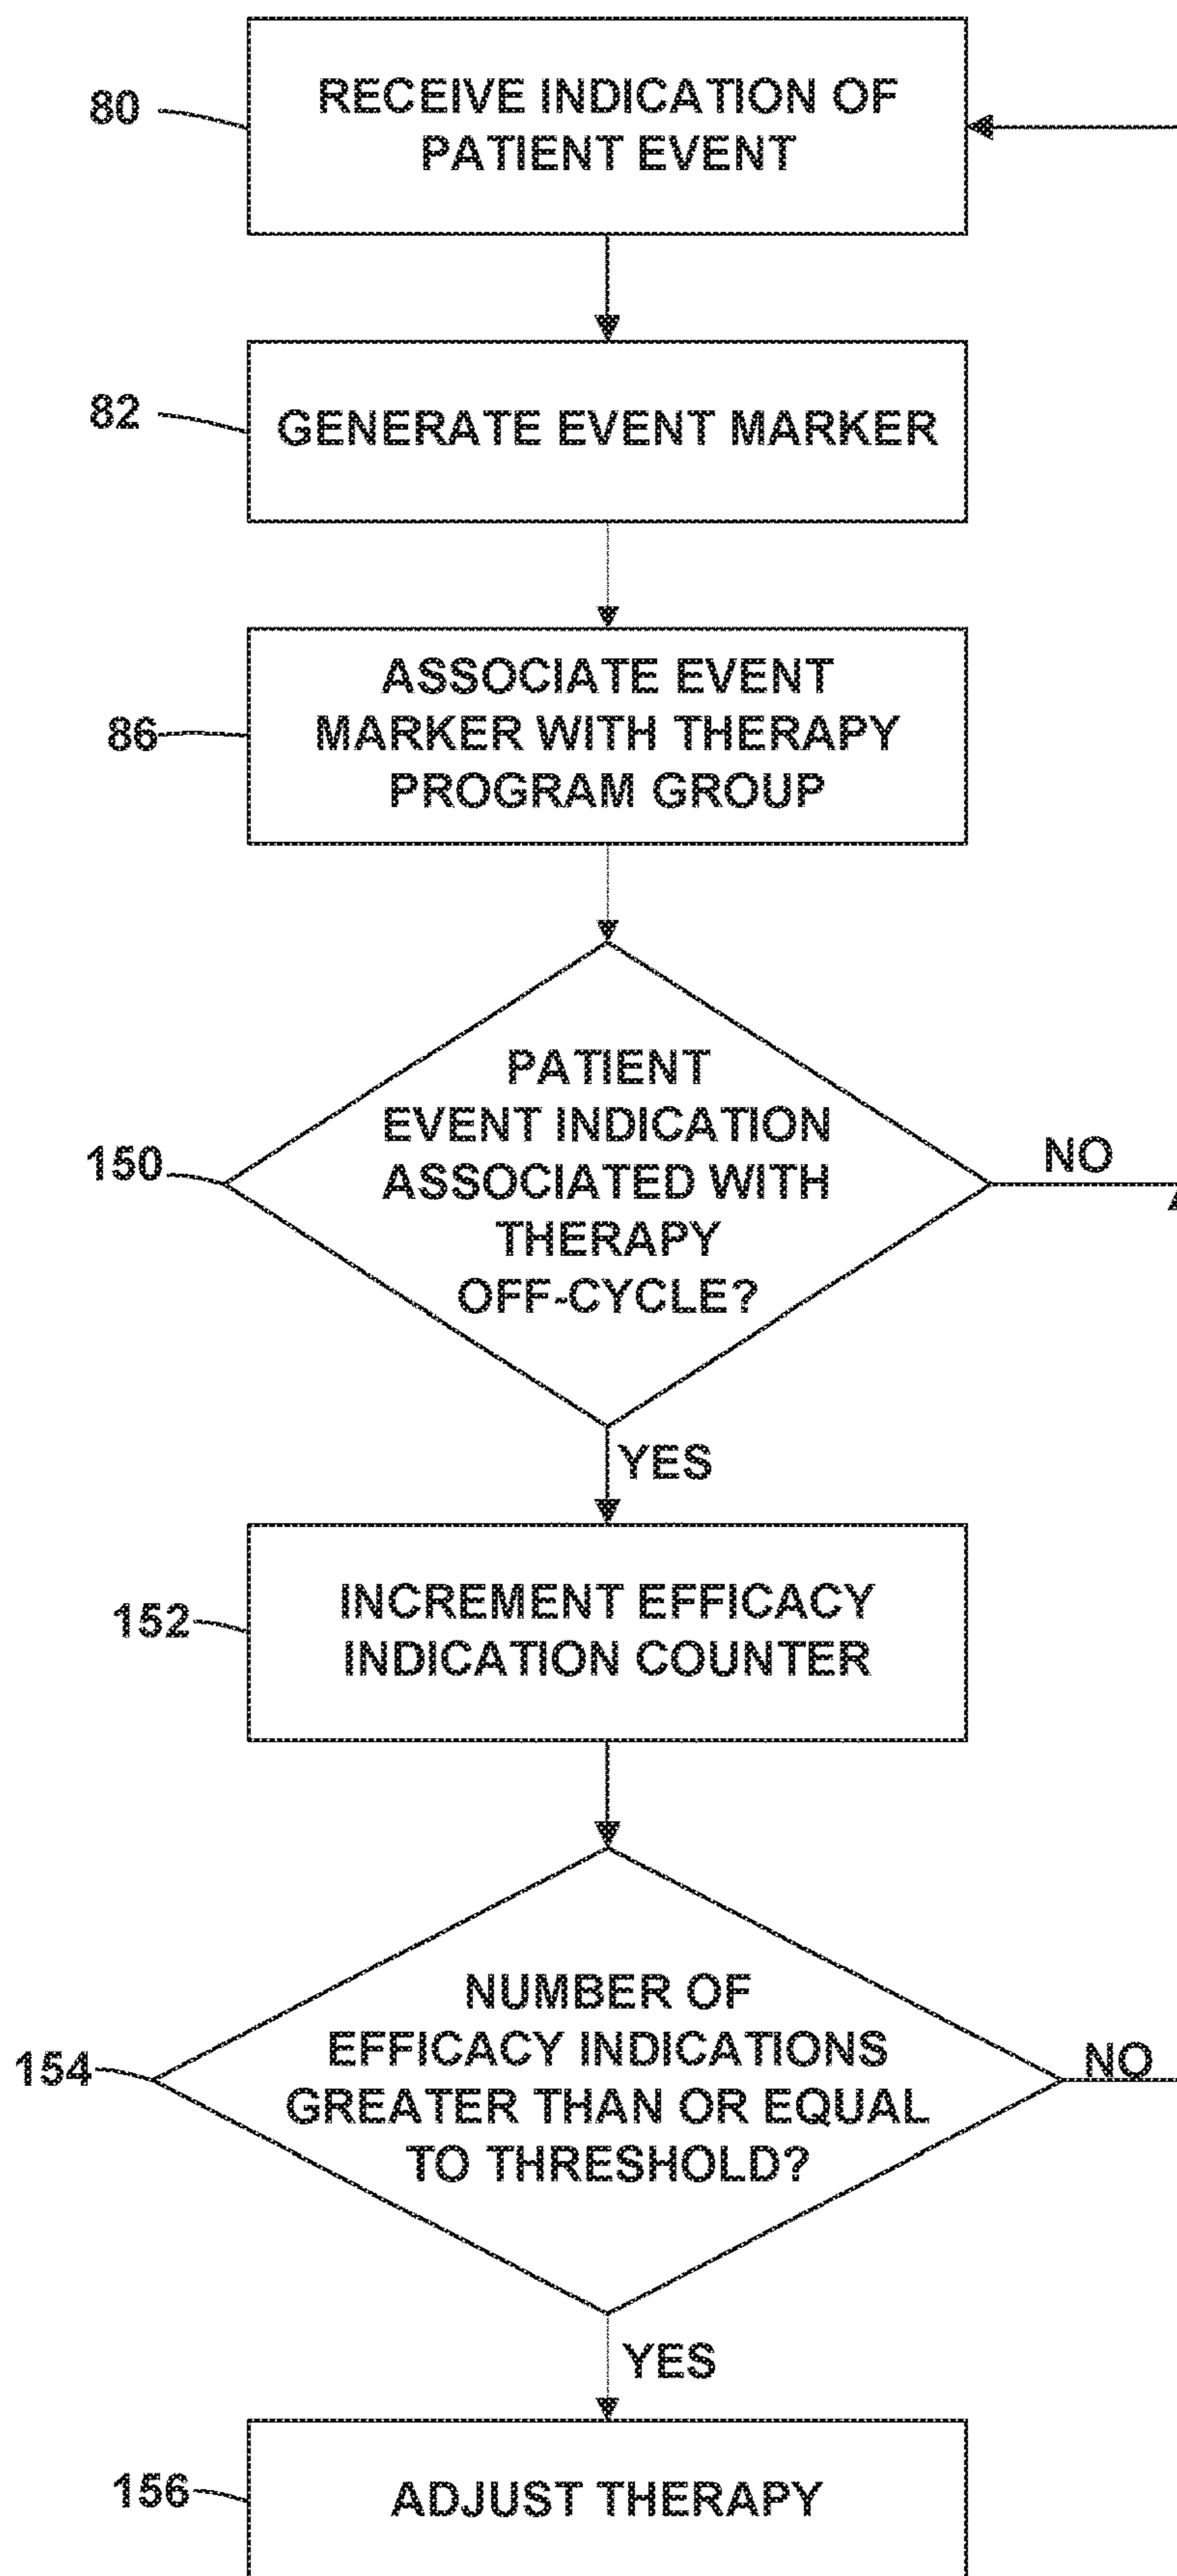 80
RECEIVE INDICATION OF
PATIENT EVENT
82
GENERATE EVENT MARKER
ASSOCIATE EVENT
86
MARKER WITH THERAPY
PROGRAM GROUP
PATIENT
EVENT INDICATION
150
ASSOCIATED WITH
THERAPY
OFF-CYCLE?
NO
YES
152
INCREMENT EFFICACY
INDICATION COUNTER
NUMBER OF
EFFICACY INDICATIONS
154
GREATER THAN OR EQUAL
TO THRESHOLD?
NO
YES
156
ADJUST THERAPY